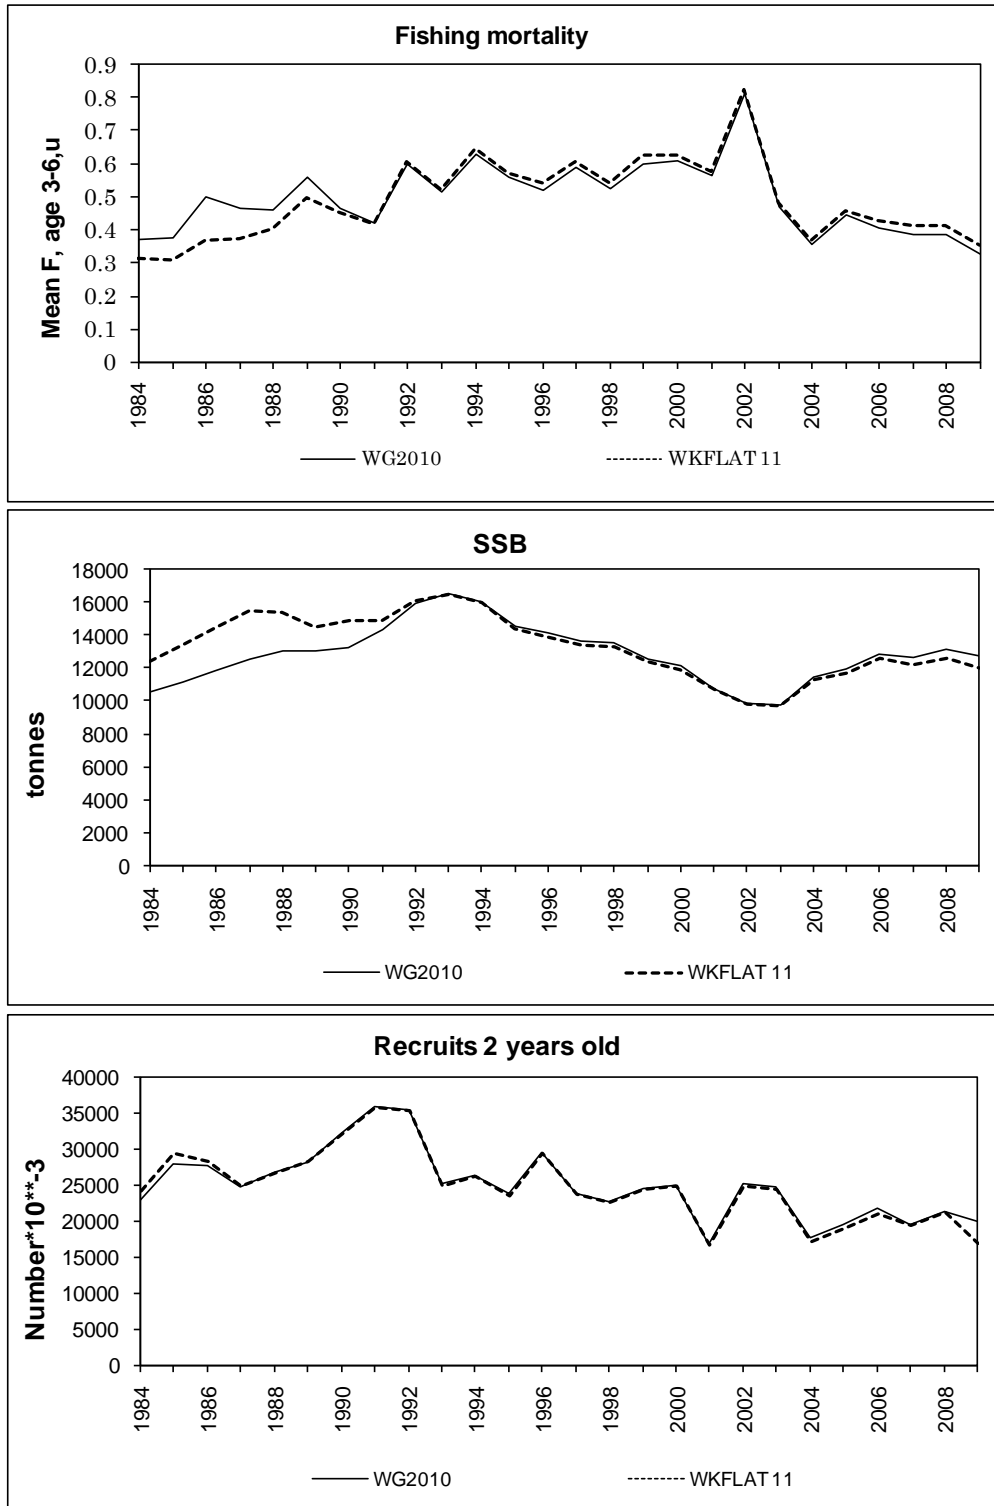 Fishing mortality
Mean F, age 3-6,u
0.9
0.8
0.7
0.6
0.5
0.4
0.3
0.2
0.1
0
1984 1986 1988 1990 1992 1994 1996 1998 2000 2002 2004 2006 2008
WG2010 WKFLAT 11
SSB
tonnes
18000
16000
14000
12000
10000
8000
6000
4000
2000
0
1984 1986 1988 1990 1992 1994 1996 1998 2000 2002 2004 2006 2008
WG2010 WKFLAT 11
Recruits 2 years old
Number*10**-3
40000
35000
30000
25000
20000
15000
10000
5000
0
1984 1986 1988 1990 1992 1994 1996 1998 2000 2002 2004 2006 2008
WG2010 WKFLAT 11